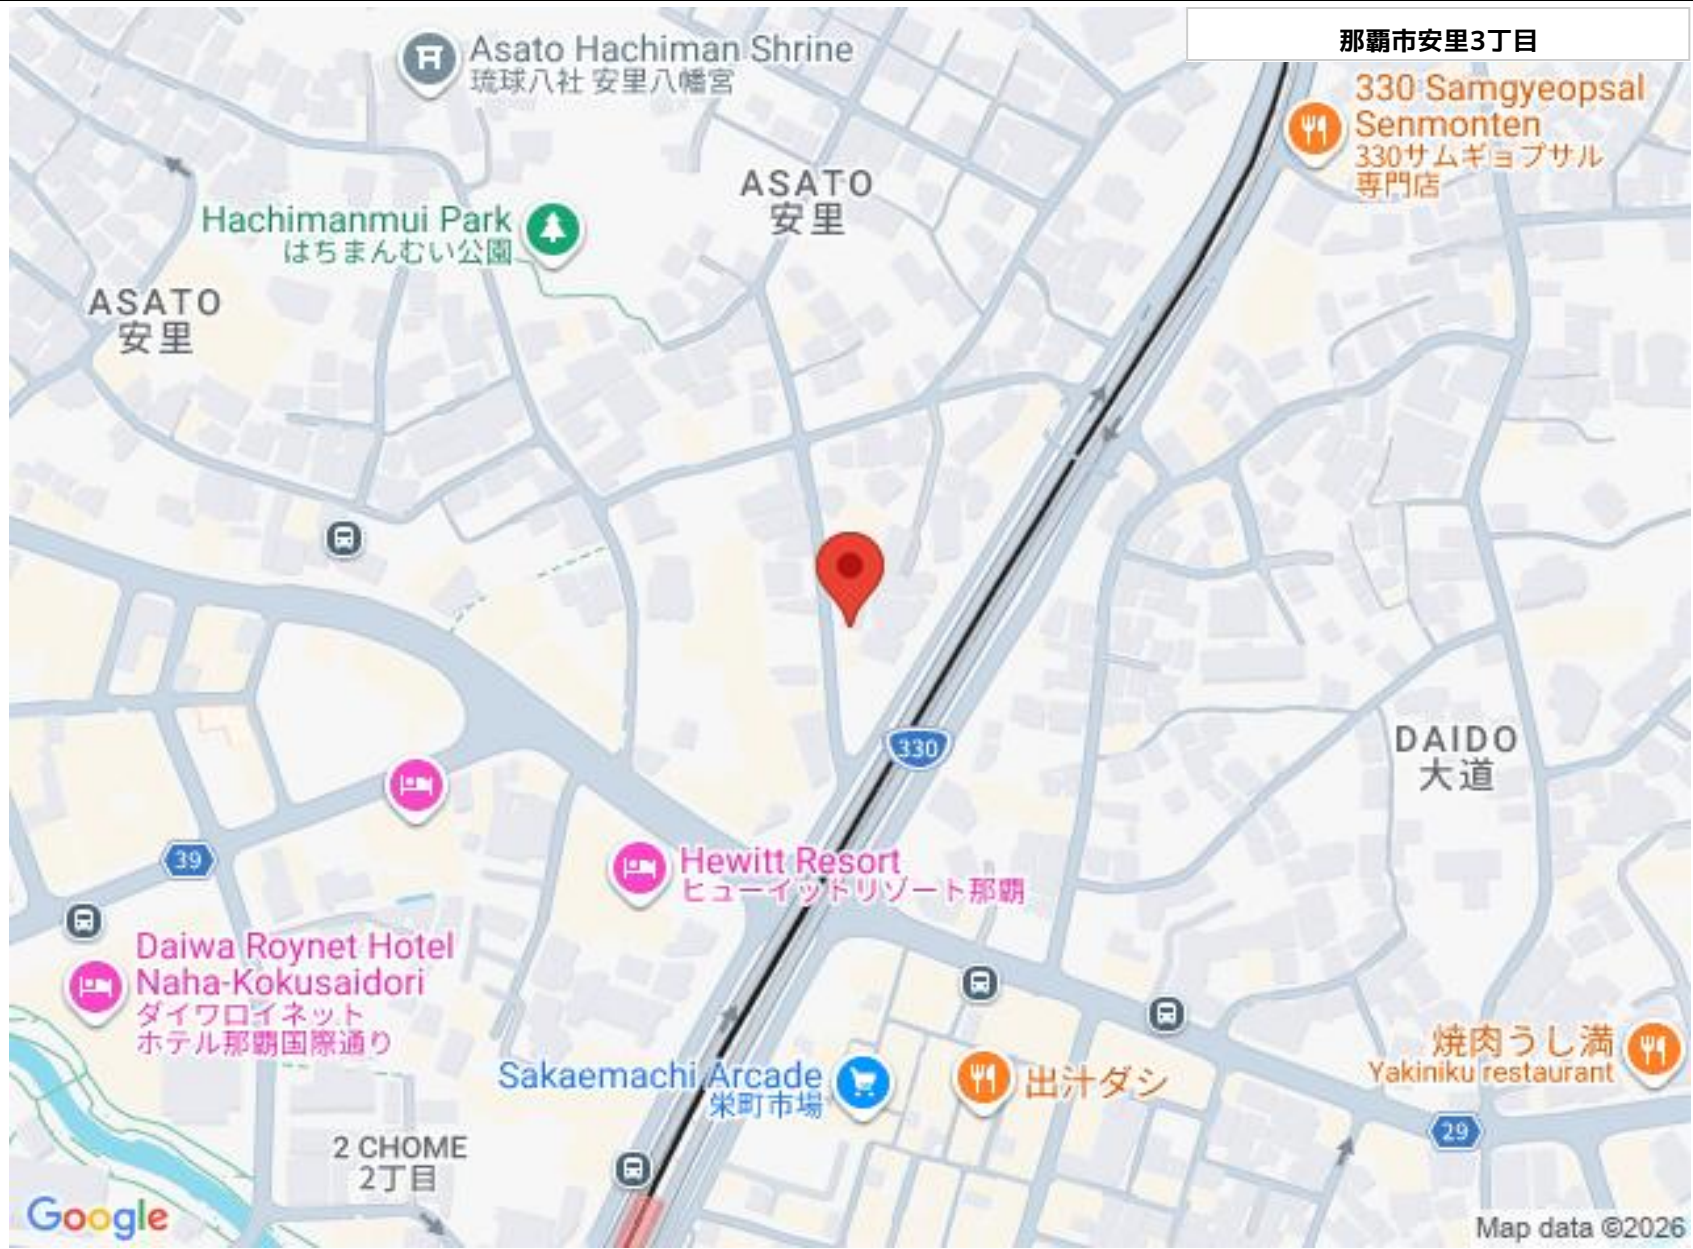 那覇市安里3丁目
Asato Hachiman Shrine
琉球八社 安里八幡宮
330 Samgyeopsal
Senmonten
330サムギョプサル
専門店
ASATO
安里
Hachimanmui Park
はちまんむい公園
ASATO
安里
330
DAIDO
大道
39
Hewitt Resort
ヒューイットリゾート那覇
Daiwa Roynet Hotel
Naha-Kokusaidori
ダイワロイネット
ホテル那覇国際通り
Sakaemachi Arcade
栄町市場
出汁ダシ
焼肉うし満
Yakiniku restaurant
29
2 CHOME
2丁目
Google
Map data ©2026